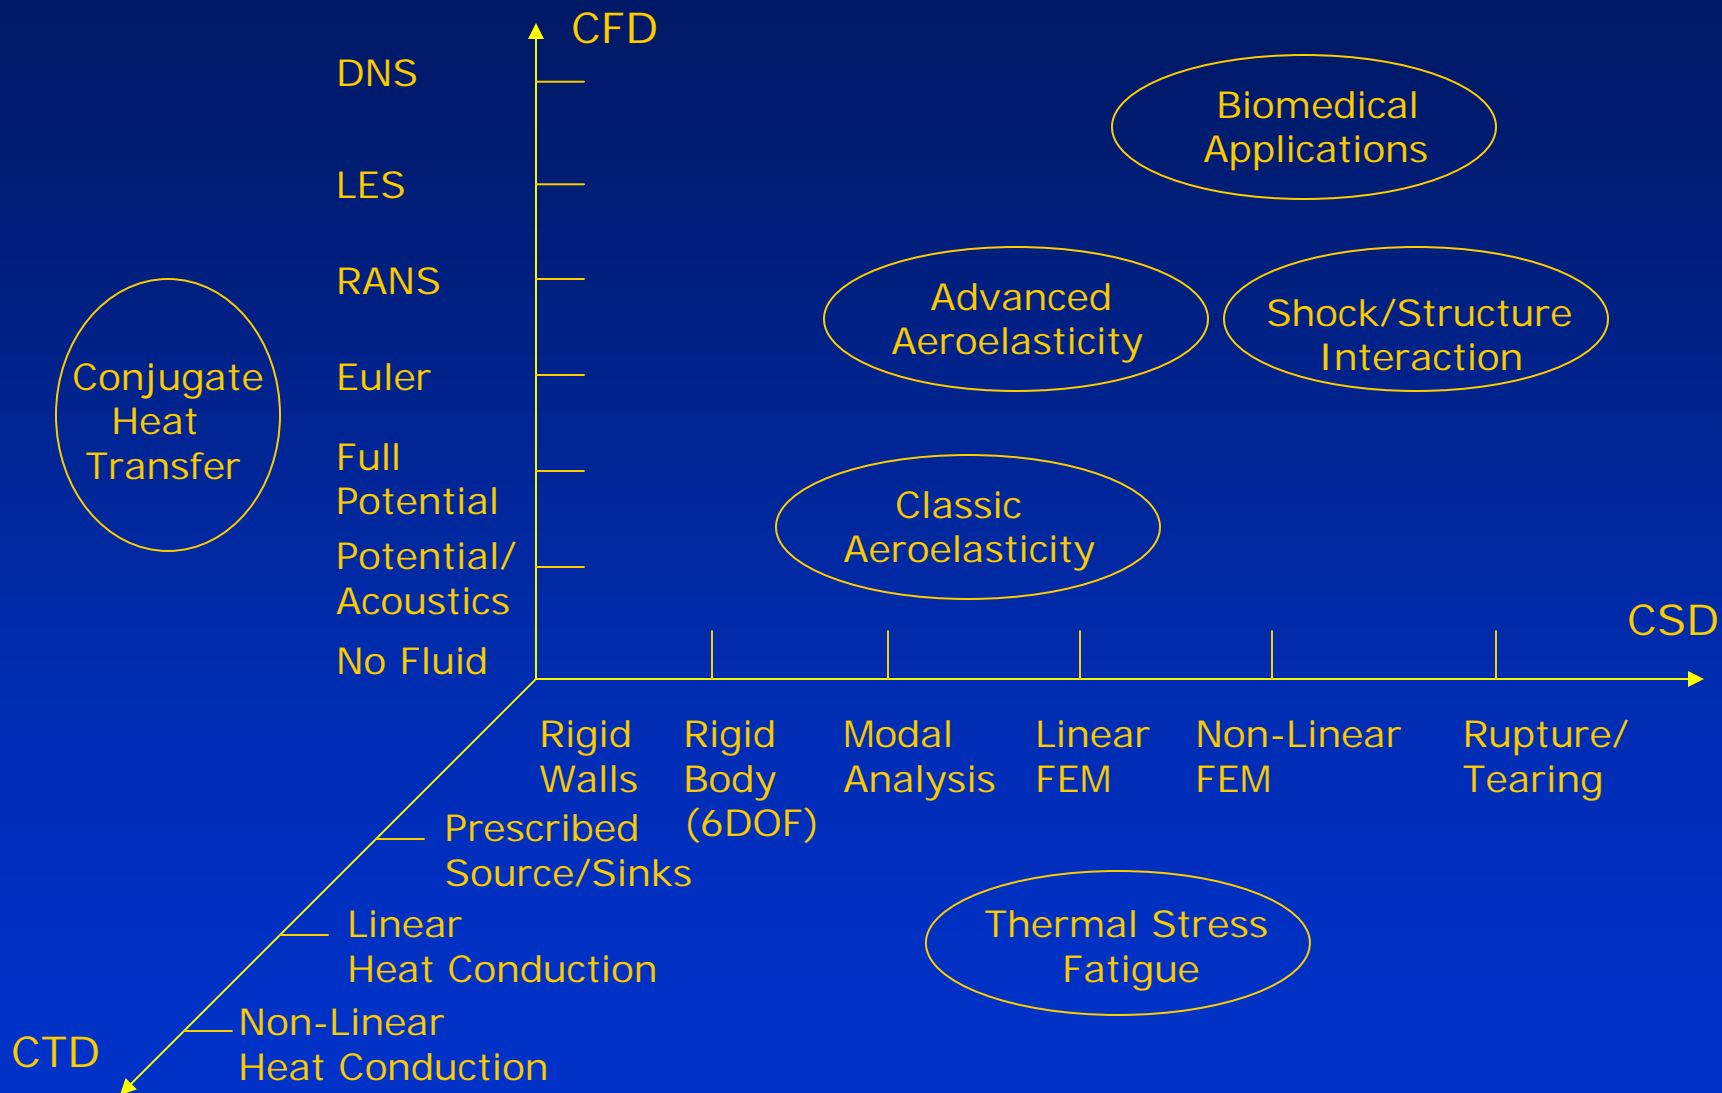 CFD
DNS
LES
RANS
Euler
Full
Potential
Potential/
Acoustics
No Fluid
Biomedical
Applications
Advanced
Aeroelasticity
Shock/Structure
Interaction
Classic
Aeroelasticity
Conjugate
Heat
Transfer
CSD
Rigid
Walls
Rigid
Body
(6DOF)
Modal
Analysis
Linear
FEM
Non-Linear
FEM
Rupture/
Tearing
Prescribed
Source/Sinks
Linear
Heat Conduction
Non-Linear
Heat Conduction
CTD
Thermal Stress
Fatigue